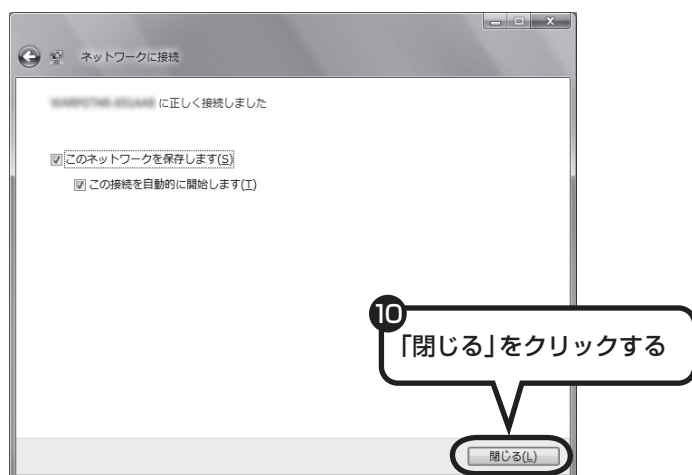 ネットワークに接続
に正しく接続しました
このネットワークを保存します(S)
この接続を自動的に開始します(T)
10
「閉じる」をクリックする
閉じる(L)